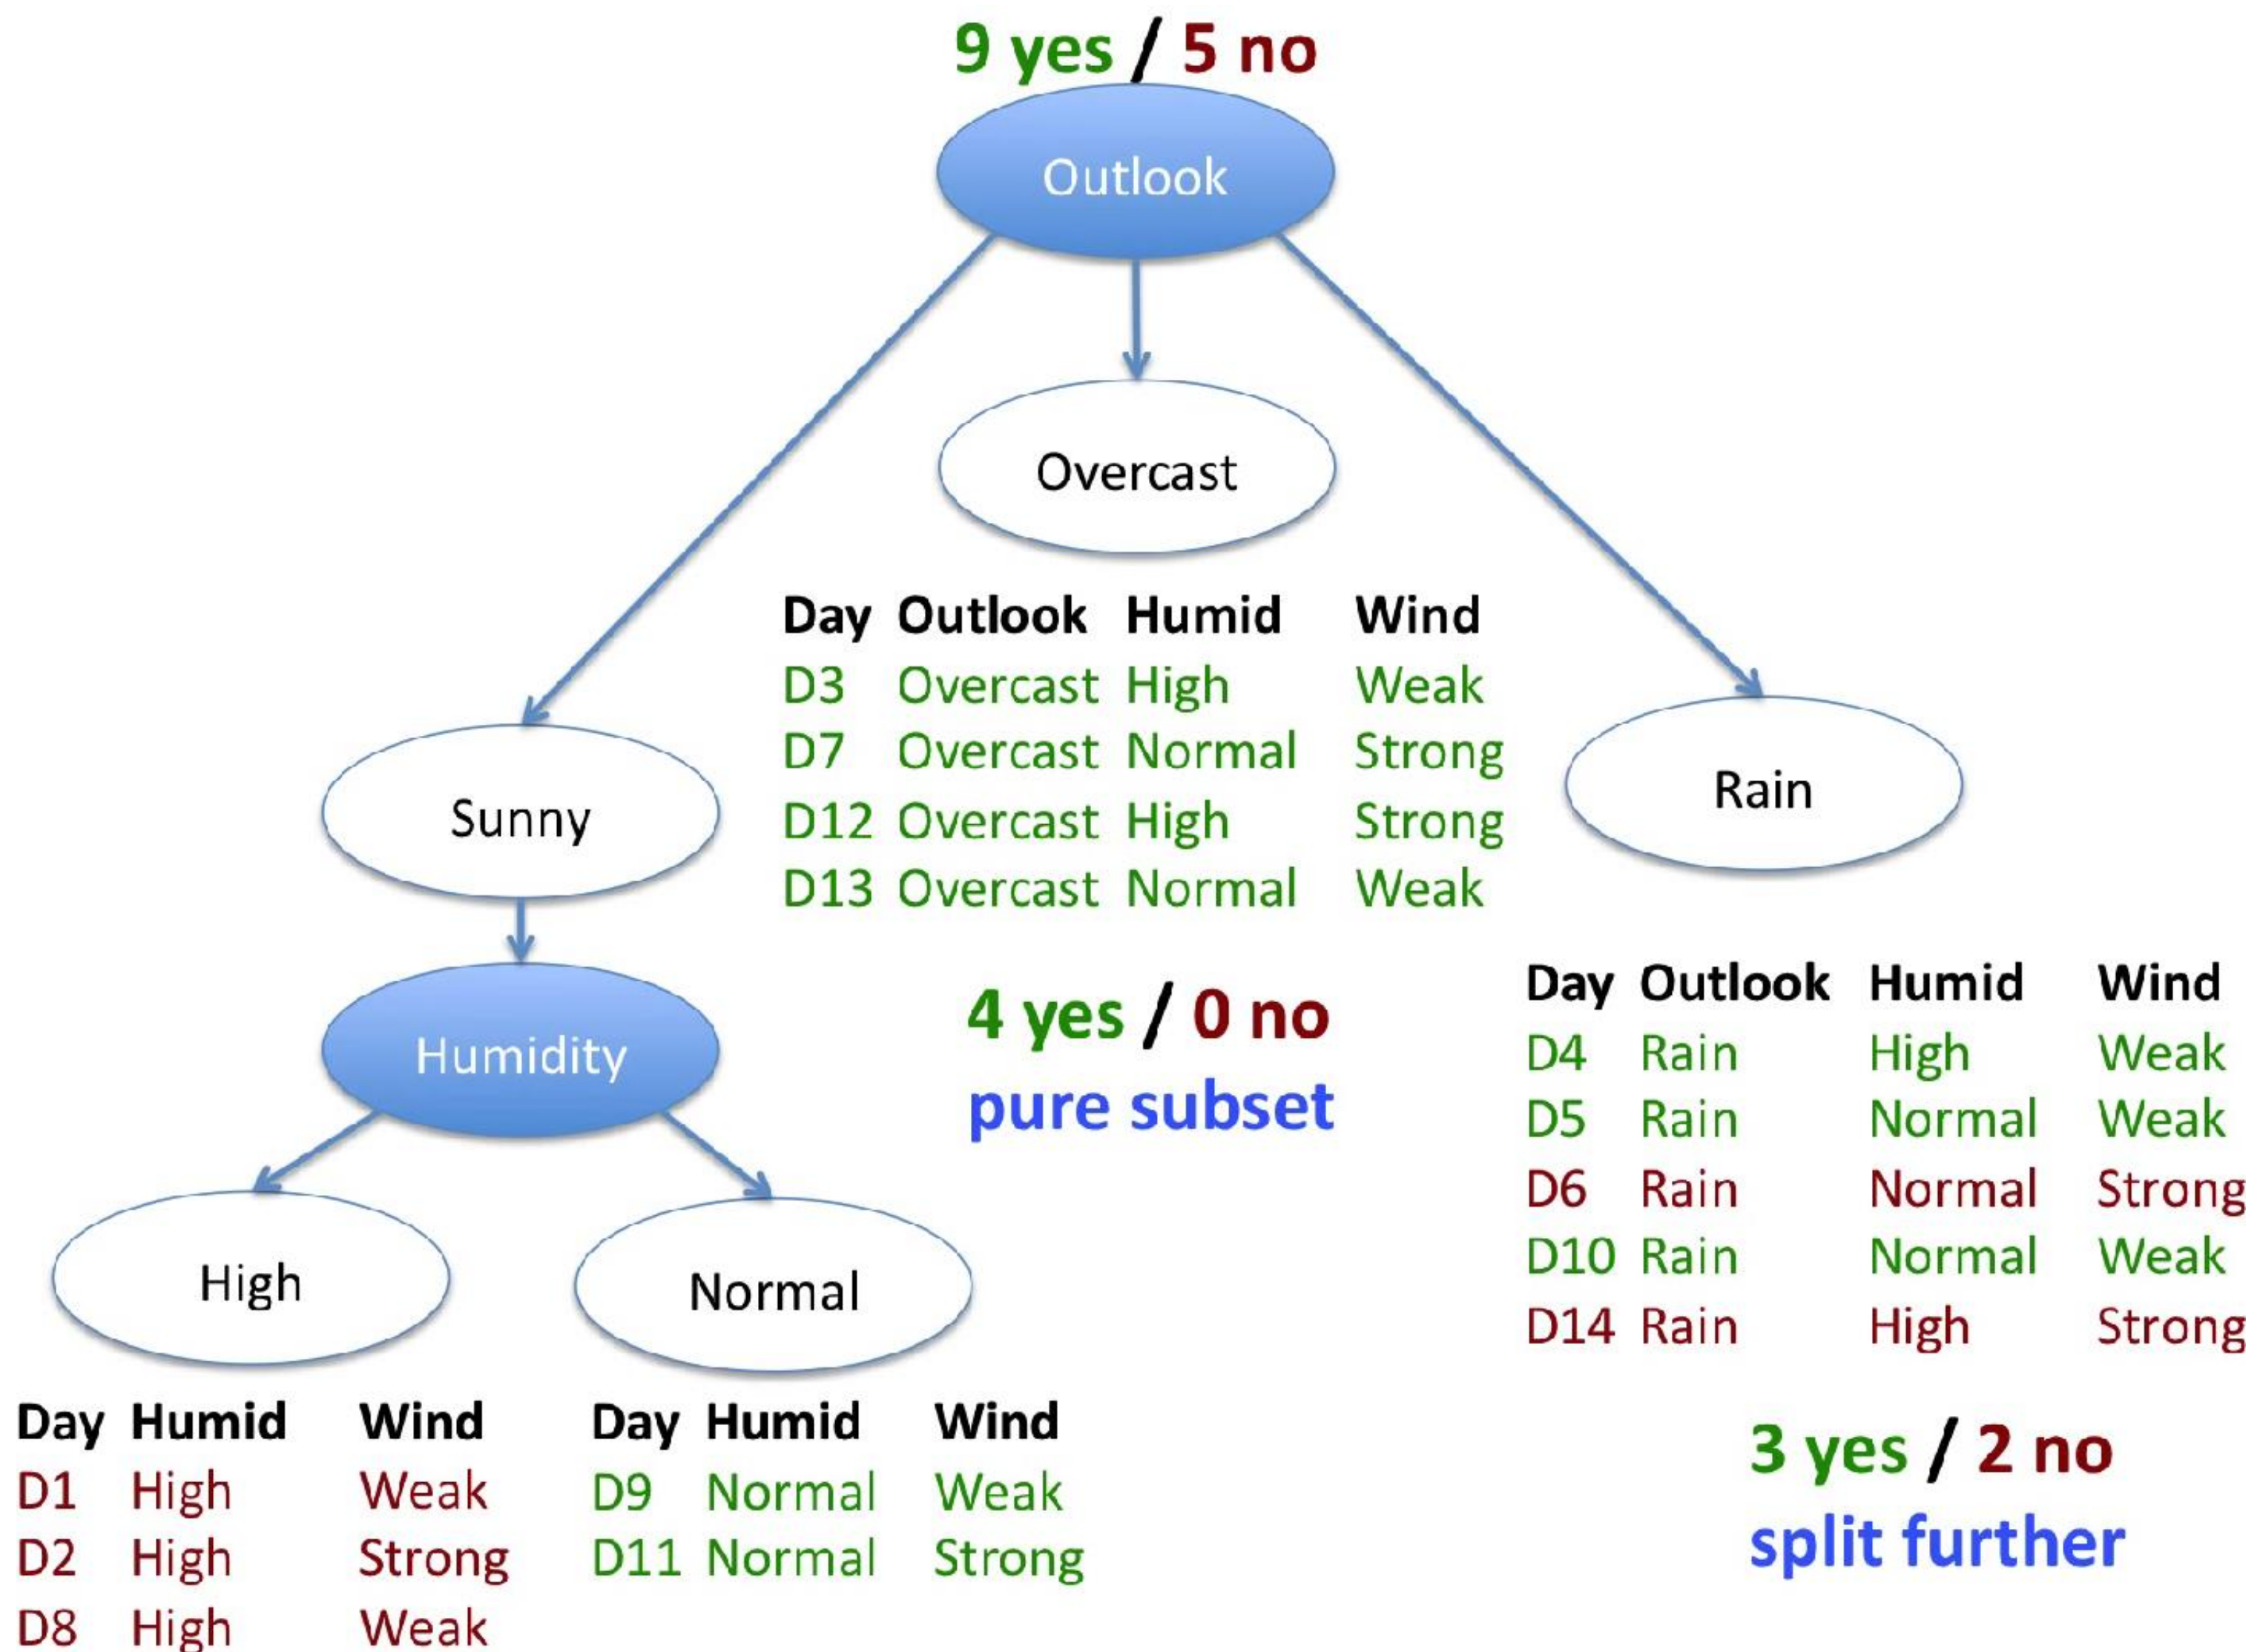 9 yes / 5 no
Outlook
Overcast
Day Outlook Humid Wind
D3 Overcast High Weak
D7 Overcast Normal Strong
D12 Overcast High Strong
D13 Overcast Normal Weak
4 yes / 0 no
pure subset
Sunny
Humidity
High
Day Humid Wind
D1 High Weak
D2 High Strong
D8 High Weak
Normal
Day Humid Wind
D9 Normal Weak
D11 Normal Strong
Rain
Day Outlook Humid Wind
D4 Rain High Weak
D5 Rain Normal Weak
D6 Rain Normal Strong
D10 Rain Normal Weak
D14 Rain High Strong
3 yes / 2 no
split further